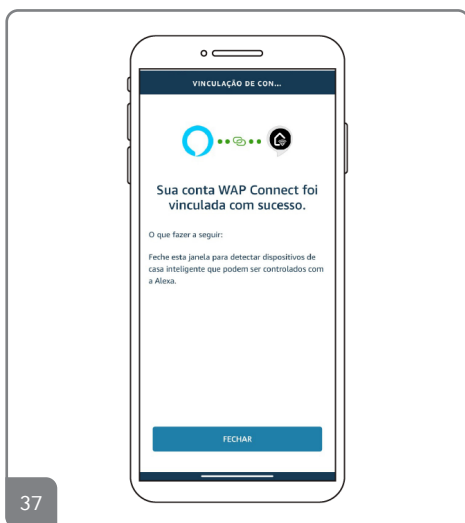 VINCULAÇÃO DE CON...
Sua conta WAP Connect foi
vinculada com sucesso.
O que fazer a seguir:
Feche esta janela para detectar dispositivos de
casa inteligente que podem ser controlados com
a Alexa.
FECHAR
37